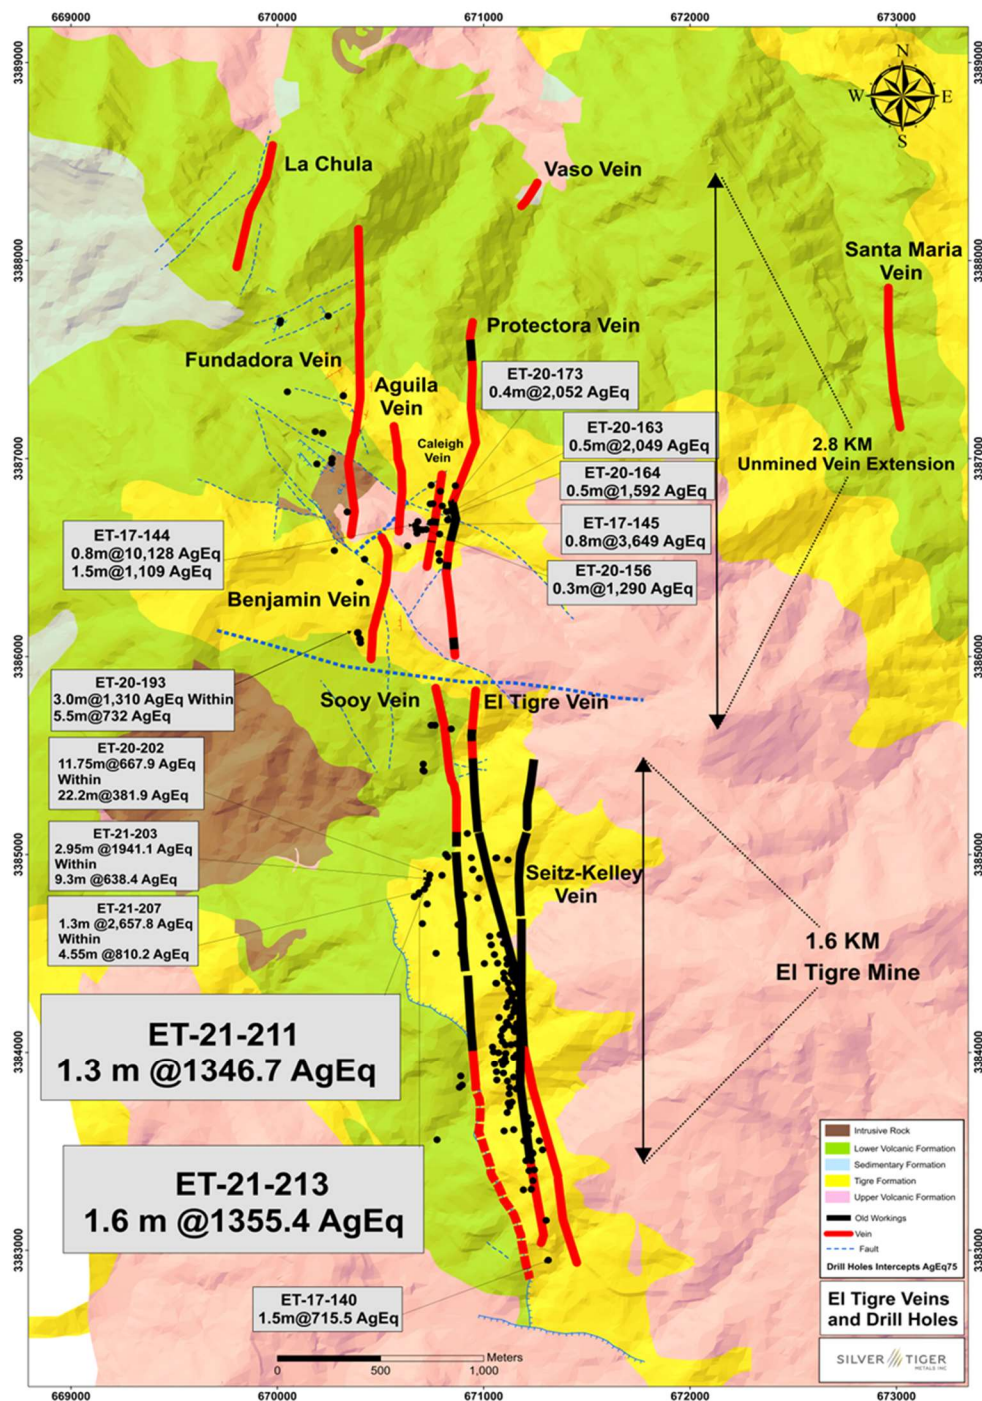 669000
670000
671000
672000
673000
3389000
3389000
N
W
E
S
La Chula
Vaso Vein
Santa Maria
Vein
3388000
3388000
Protectora Vein
Fundadora Vein
ET-20-173
0.4m@2,052 AgEq
Aguila
Vein
ET-20-163
0.5m@2,049 AgEq
Caleigh
Vein
2.8 KM
Unmined Vein Extension
3387000
3387000
ET-20-164
0.5m@1,592 AgEq
ET-17-144
0.8m@10,128 AgEq
1.5m@1,109 AgEq
ET-17-145
0.8m@3,649 AgEq
ET-20-156
0.3m@1,290 AgEq
Benjamin Vein
3386000
3386000
ET-20-193
3.0m@1,310 AgEq Within
5.5m@732 AgEq
Sooy Vein
El Tigre Vein
ET-20-202
11.75m@667.9 AgEq
Within
22.2m@381.9 AgEq
ET-21-203
2.95m @1941.1 AgEq
Within
9.3m @638.4 AgEq
3385000
3385000
Seitz-Kelley
Vein
ET-21-207
1.3m @2,657.8 AgEq
Within
4.55m @810.2 AgEq
1.6 KM
El Tigre Mine
ET-21-211
1.3 m @1346.7 AgEq
3384000
3384000
ET-21-213
1.6 m @1355.4 AgEq
Intrusive Rock
Lower Volcanic Formation
Sedimentary Formation
Tigre Formation
Upper Volcanic Formation
Old Workings
Vein
Fault
Drill Holes Intercepts AgEq75
3383000
3383000
ET-17-140
1.5m@715.5 AgEq
El Tigre Veins
and Drill Holes
Meters
0
500
1,000
SILVER TIGER
METALS INC
669000
670000
671000
672000
673000